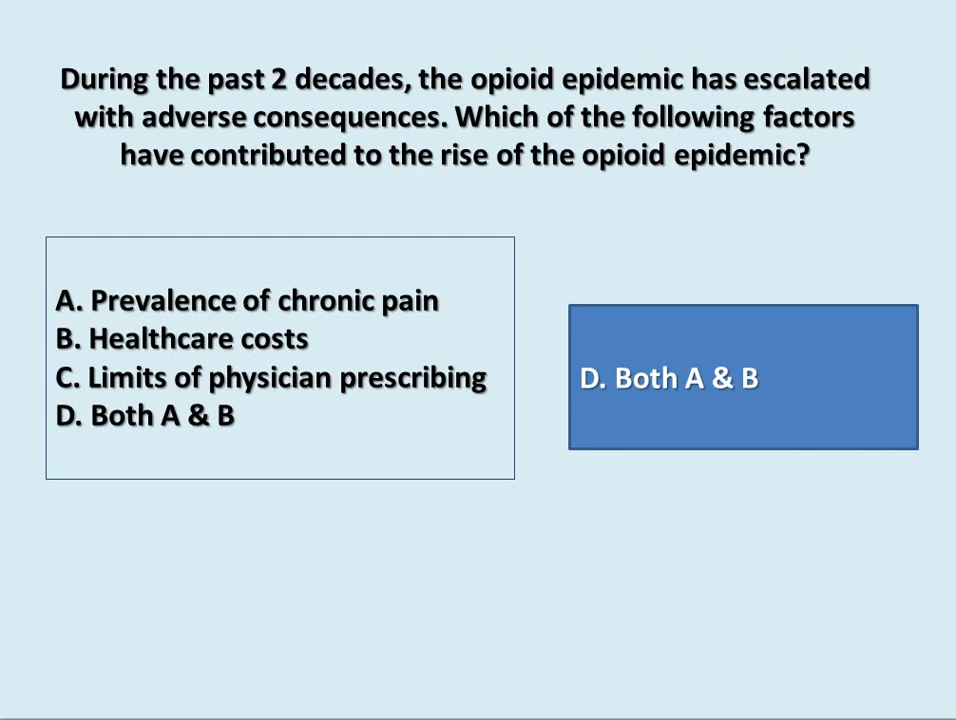 During the past 2 decades, the opioid epidemic has escalated
with adverse consequences. Which of the following factors
have contributed to the rise of the opioid epidemic?
A. Prevalence of chronic pain
B. Healthcare costs
C. Limits of physician prescribing
D. Both A & B
D. Both A & B